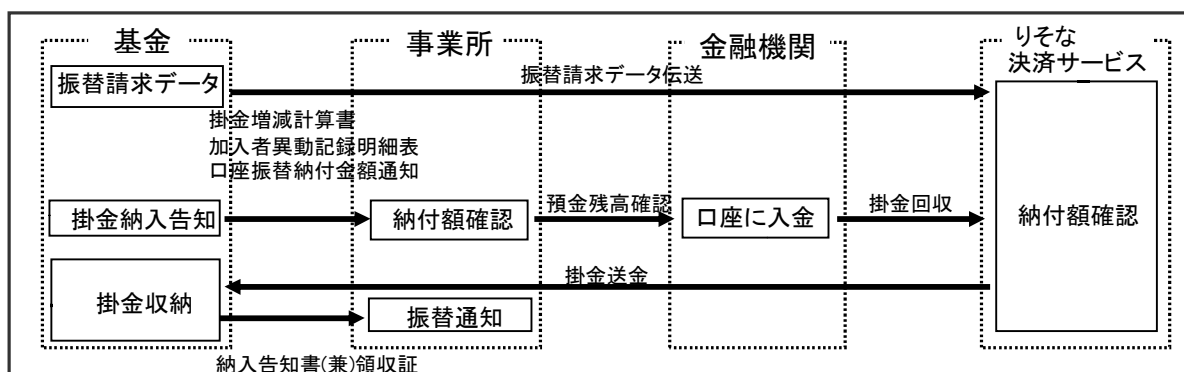 基金
事業所
金融機関
りそな
決済サービス
振替請求データ
振替請求データ伝送
掛金増減計算書
加入者異動記録明細表
口座振替納付金額通知
掛金納入告知
納付額確認
預金残高確認
口座に入金
掛金回収
納付額確認
掛金送金
掛金収納
振替通知
納入告知書(兼)領収証